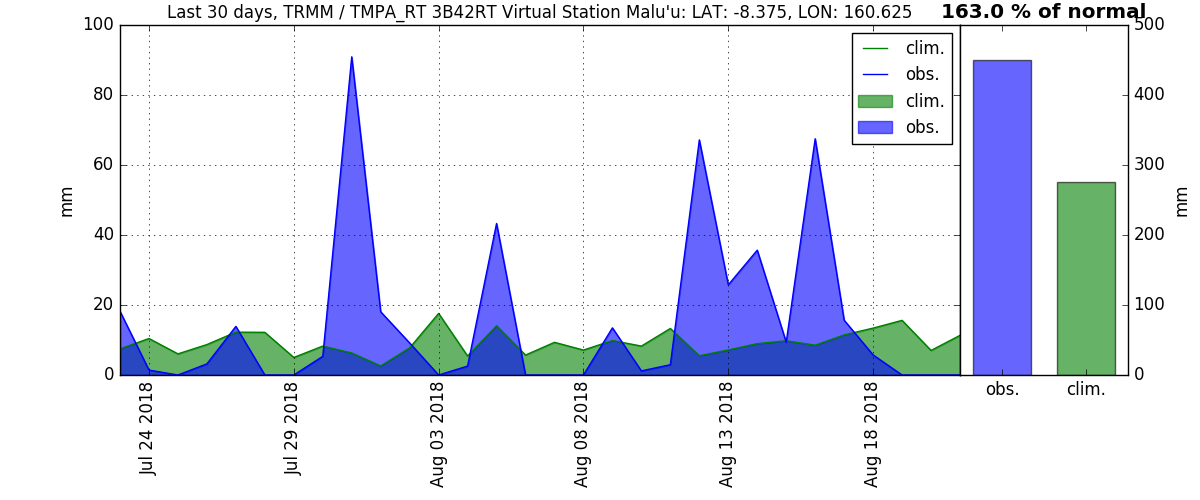 Last 30 days, TRMM / TMPA_RT 3B42RT Virtual Station Malu'u: LAT: -8.375, LON: 160.625
163.0 % of normal
100
80
60
40
20
0
mm
clim.
obs.
clim.
obs.
500
400
300
200
100
0
mm
Jul 24 2018
Jul 29 2018
Aug 03 2018
Aug 08 2018
Aug 13 2018
Aug 18 2018
obs.
clim.